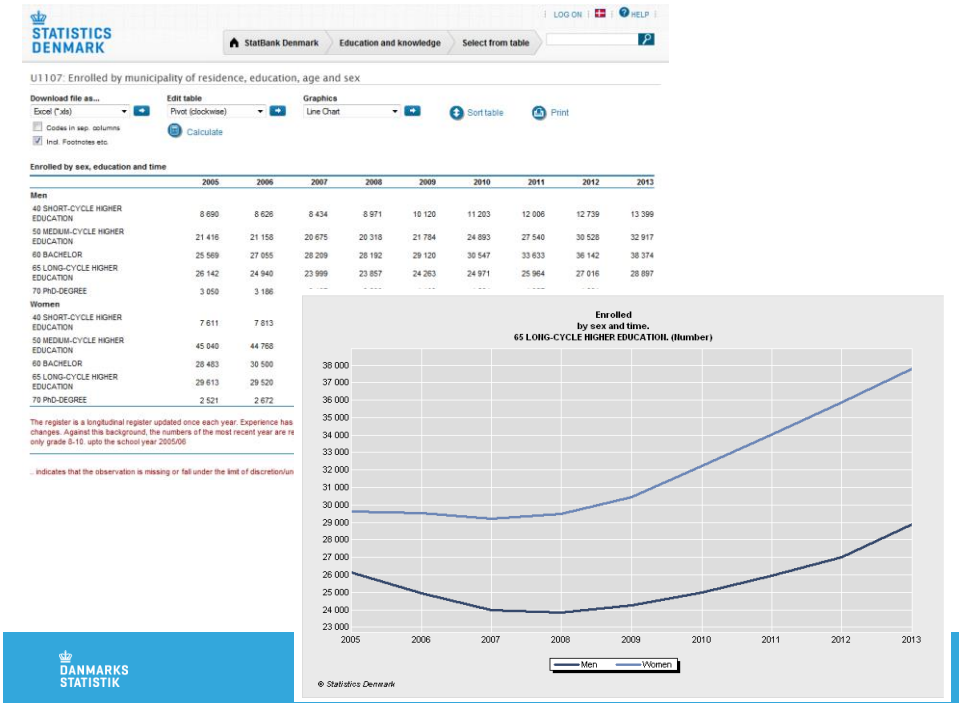 LOG ON
HELP
STATISTICS
DENMARK
StatBank Denmark
Education and knowledge
Select from table
U1107: Enrolled by municipality of residence, education, age and sex
Download file as...
Edit table
Graphics
Excel (*.xls)
Pivot (clockwise)
Line Chart
Sort table
Print
Codes in sep. columns
Calculate
Incl. Footnotes etc.
Enrolled by sex, education and time
2005 2006 2007 2008 2009 2010 2011 2012 2013
Men
40 SHORT-CYCLE HIGHER
EDUCATION
8 690 8 626 8 434 8 971 10 120 11 203 12 006 12 739 13 399
50 MEDIUM-CYCLE HIGHER
EDUCATION
21 416 21 158 20 675 20 318 21 784 24 893 27 540 30 528 32 917
60 BACHELOR 25 569 27 055 28 209 28 192 29 120 30 547 33 633 36 142 38 374
65 LONG-CYCLE HIGHER
EDUCATION
26 142 24 940 23 999 23 857 24 263 24 971 25 964 27 016 28 897
70 PhD-DEGREE 3 050 3 186
Women
40 SHORT-CYCLE HIGHER
EDUCATION
7 611 7 813
50 MEDIUM-CYCLE HIGHER
EDUCATION
45 040 44 768
60 BACHELOR 28 483 30 500
65 LONG-CYCLE HIGHER
EDUCATION
29 613 29 520
70 PhD-DEGREE 2 521 2 672
The register is a longitudinal register updated once each year. Experience has
changes. Against this background, the numbers of the most recent year are re
only grade 8-10. upto the school year 2005/06
.. indicates that the observation is missing or fall under the limit of discretion/un
Enrolled
by sex and time.
65 LONG-CYCLE HIGHER EDUCATION. (Number)
38 000
37 000
36 000
35 000
34 000
33 000
32 000
31 000
30 000
29 000
28 000
27 000
26 000
25 000
24 000
23 000
2005 2006 2007 2008 2009 2010 2011 2012 2013
Men Women
© Statistics Denmark
DANMARKS
STATISTIK